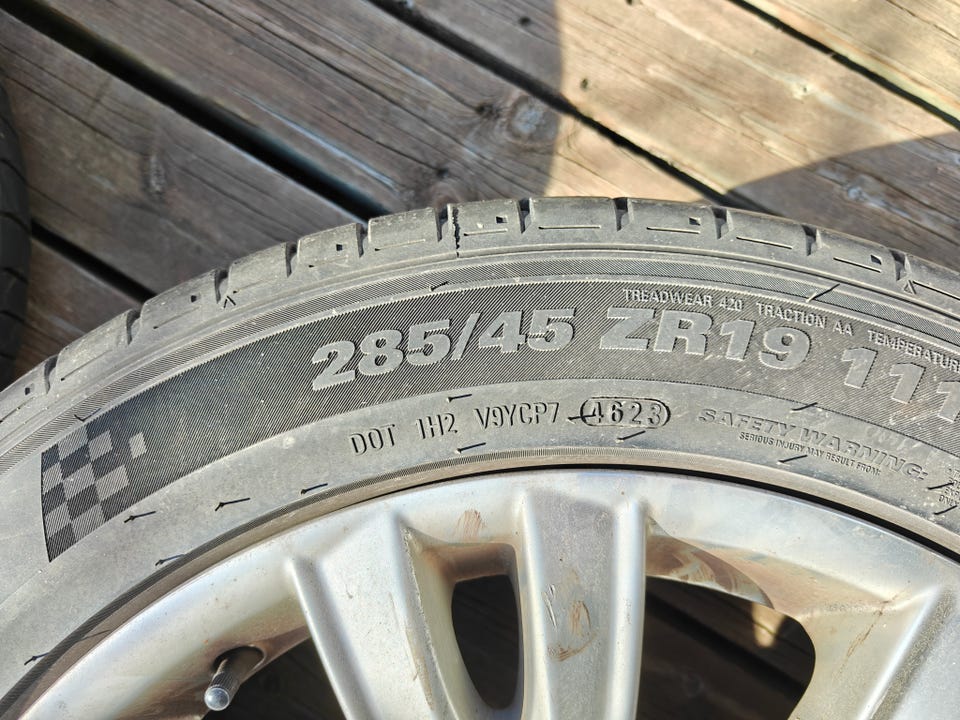 TREADWEAR 420 TRACTION AA TEMPERATURE
285/45 ZR19 111
DOT 1H2 V9YCP7 4623
SAFETY WARNING:
SERIOUS INJURY MAY RESULT FROM: